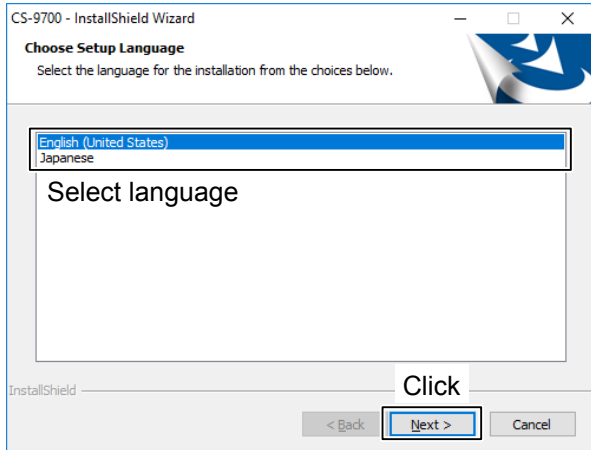 CS-9700 - InstallShield Wizard
Choose Setup Language
Select the language for the installation from the choices below.
English (United States)
Japanese
Select language
InstallShield
Click
< Back
Next >
Cancel